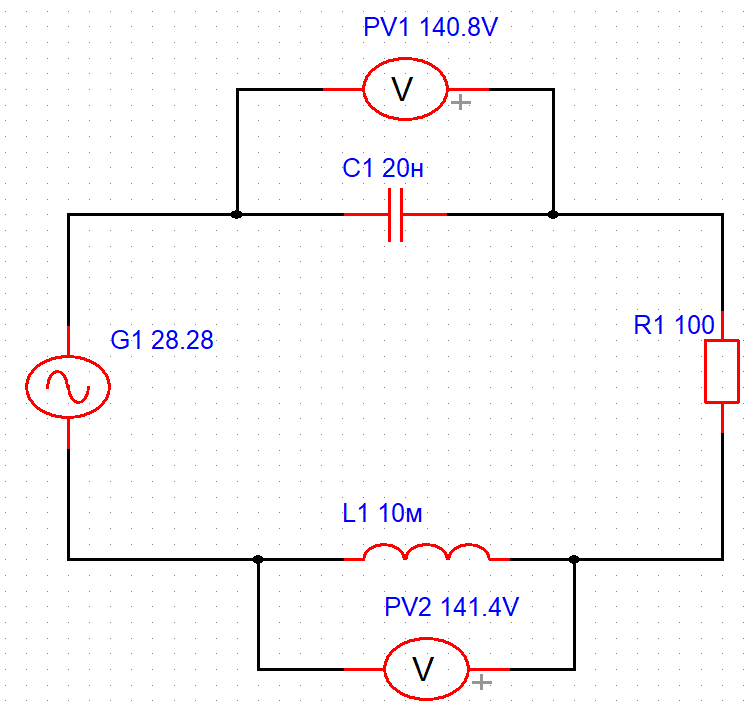 PV1 140.8V
V
C1 20н
G1 28.28
R1 100
L1 10м
PV2 141.4V
V